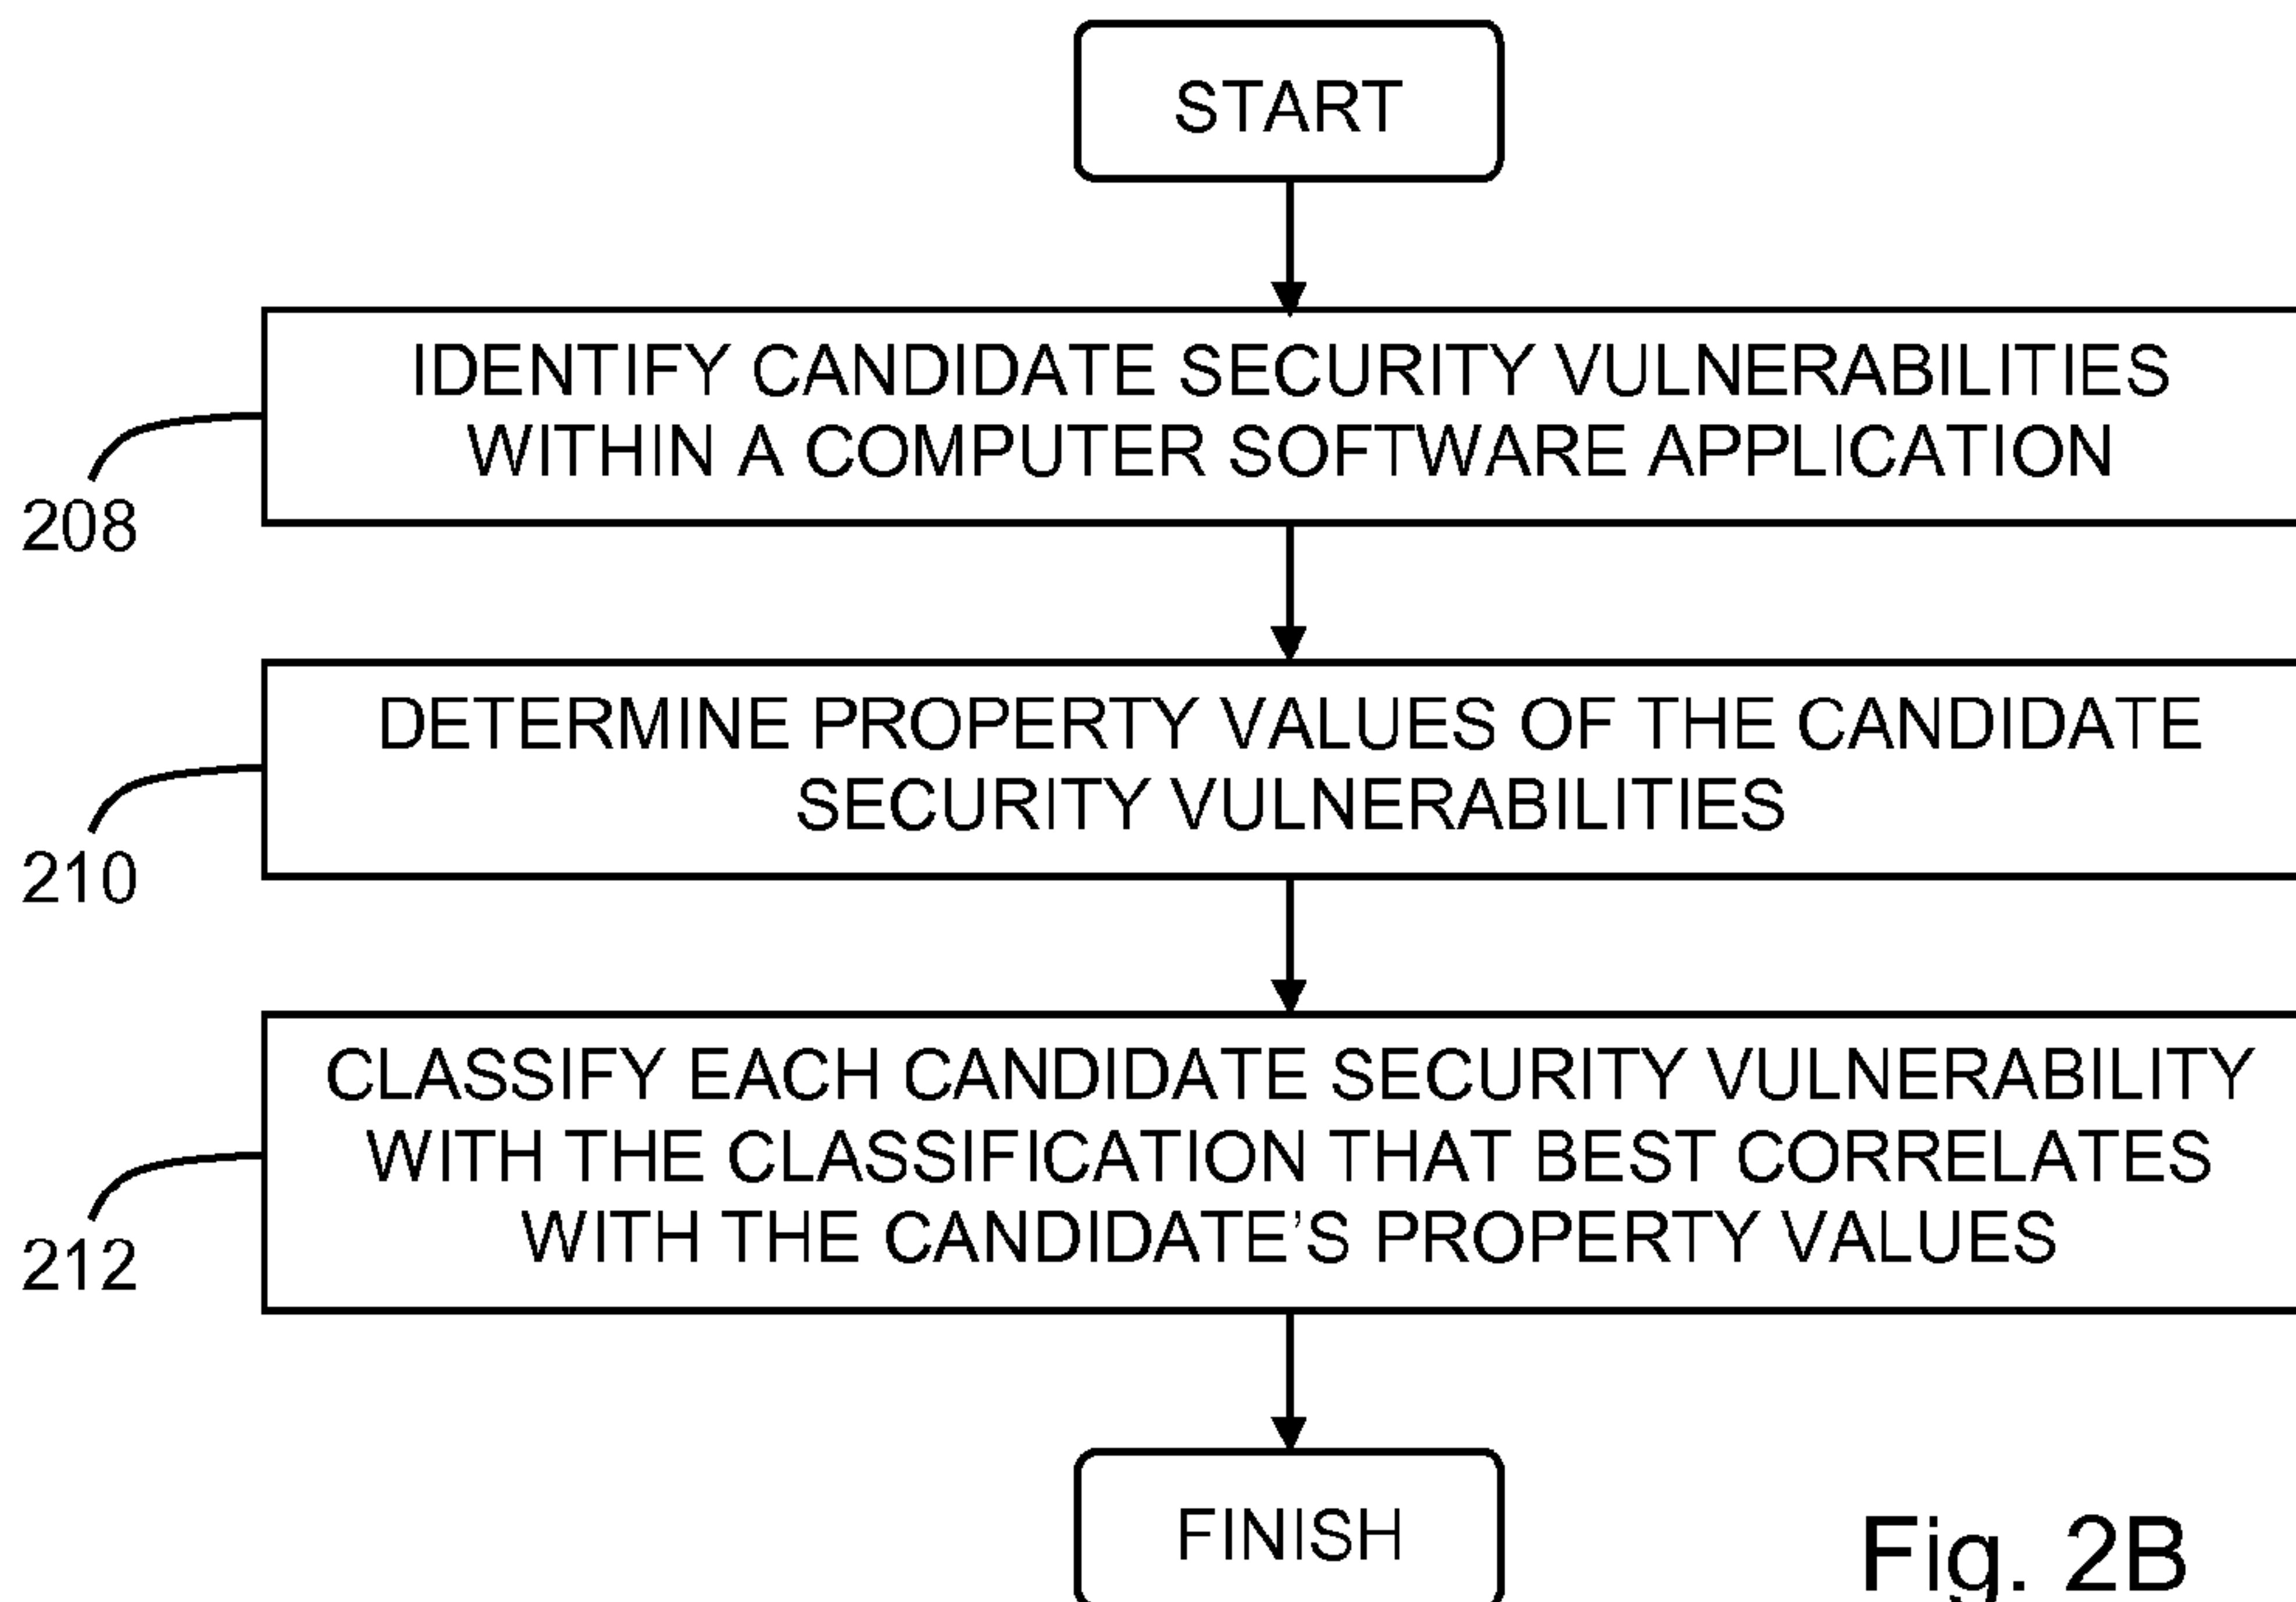 START
IDENTIFY CANDIDATE SECURITY VULNERABILITIES
WITHIN A COMPUTER SOFTWARE APPLICATION
208
DETERMINE PROPERTY VALUES OF THE CANDIDATE
SECURITY VULNERABILITIES
210
CLASSIFY EACH CANDIDATE SECURITY VULNERABILITY
WITH THE CLASSIFICATION THAT BEST CORRELATES
WITH THE CANDIDATE’S PROPERTY VALUES
212
FINISH
Fig. 2B